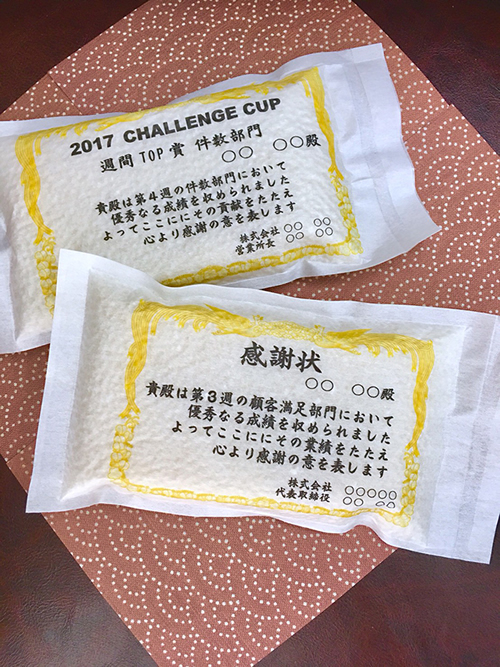 2017 CHALLENGE CUP
週間TOP賞 件数部門
○○ ○○殿
貴殿は第4週の件数部門において
優秀なる成績を収められました
よってここににその貢献をたたえ
心より感謝の意を表します
株式会社 ○○ ○○
営業所長 ○○ ○○
感謝状
○○ ○○殿
貴殿は第3週の顧客満足部門において
優秀なる成績を収められました
よってここににその業績をたたえ
心より感謝の意を表します
株式会社 ○○○○○
代表取締役 ○○ ○○